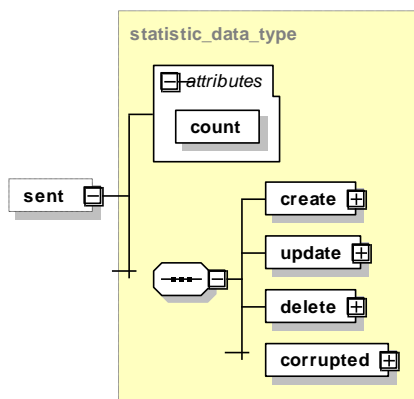 statistic_data_type
attributes
count
sent
create
update
delete
corrupted